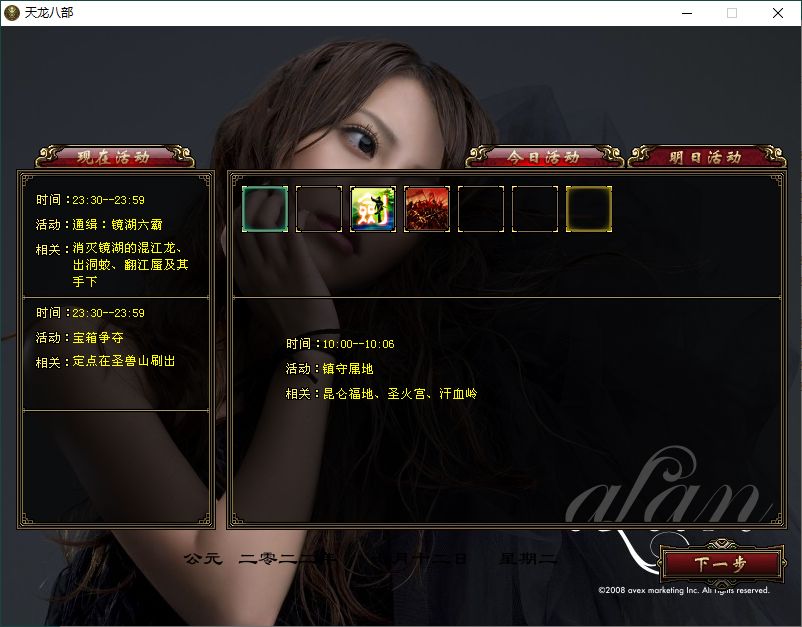 天龙八部
现在活动
今日活动
明日活动
时间：23:30--23:59
活动：通缉：镜湖六霸
相关：消灭镜湖的混江龙、
出洞蛟、翻江蜃及其
手下
时间：23:30--23:59
活动：宝箱争夺
相关：定点在圣兽山刷出
时间：10:00--10:06
活动：镇守属地
相关：昆仑福地、圣火宫、汗血岭
alan
公元 二零二二年 月十二日 星期二
下一步
©2008 avex marketing Inc. All rights reserved.